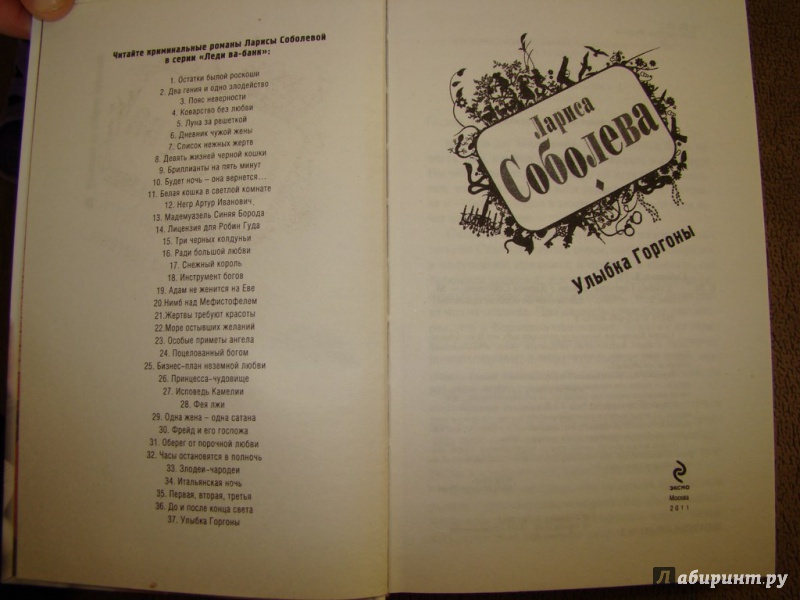 Читайте криминальные романы Ларисы Соболевой
в серии «Леди ва-банк»:
1. Остатки былой роскоши
2. Два гения и одно злодейство
3. Пояс неверности
4. Коварство без любви
5. Луна за решеткой
6. Дневник чужой жены
7. Список нежных жертв
8. Девять жизней черной кошки
9. Бриллианты на пять минут
10. Будет ночь – она вернется...
11. Белая кошка в светлой комнате
12. Негр Артур Иванович
13. Мадемуазель Синяя Борода
14. Лицензия для Робин Гуда
15. Три черных колдуньи
16. Ради большой любви
17. Снежный король
18. Инструмент богов
19. Адам не женится на Еве
20.Нимб над Мефистофелем
21.Жертвы требуют красоты
22.Море остывших желаний
23. Особые приметы ангела
24. Поцелованный богом
25. Бизнес-план неземной любви
26. Принцесса-чудовище
27. Исповедь Камелии
28. Фея лжи
29. Одна жена – одна сатана
30. Фрейд и его госпожа
31. Оберег от порочной любви
32. Часы остановятся в полночь
33. Злодеи-чародеи
34. Итальянская ночь
35. Первая, вторая, третья
36. До и после конца света
37. Улыбка Горгоны
Лариса
Соболева
Улыбка Горгоны
ЭКСМО
Москва
2011
Лабиринт.ру